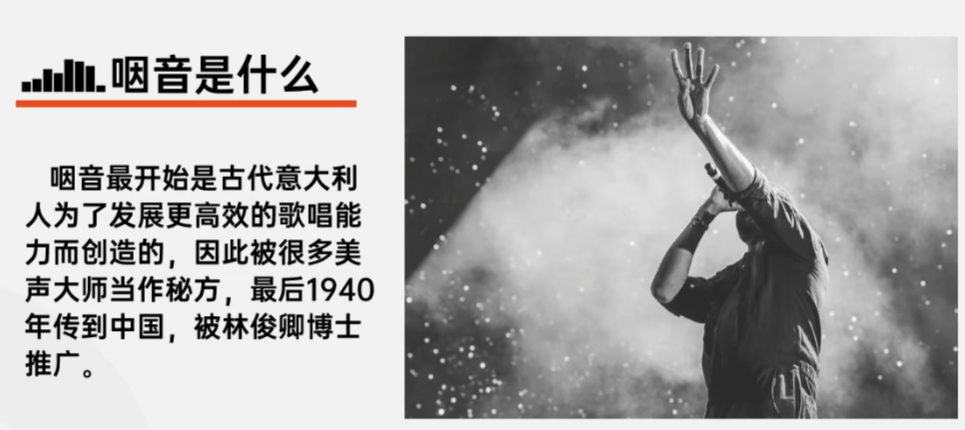 咽音是什么
咽音最开始是古代意大利
人为了发展更高效的歌唱能
力而创造的，因此被很多美
声大师当作秘方，最后1940
年传到中国，被林俊卿博士
推广。